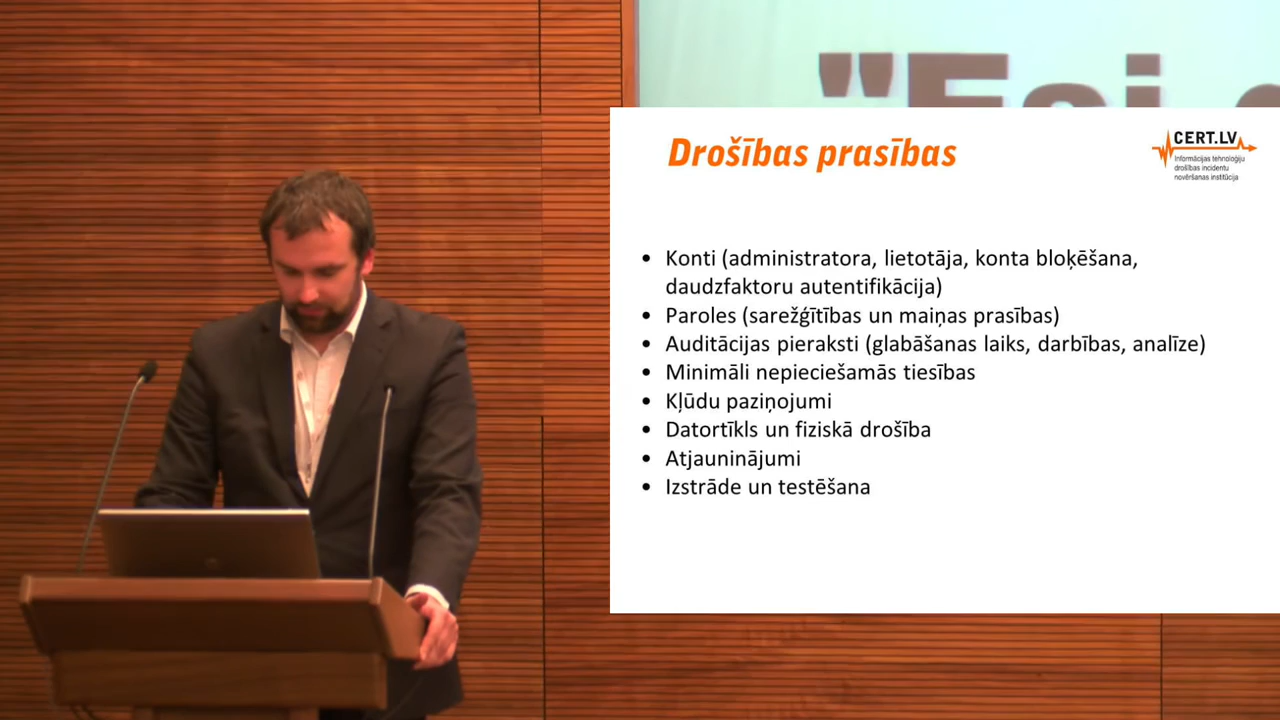 "Esi
Drošības prasības
CERT.LV
Informācijas tehnoloģiju
drošības incidentu
novēršanas institūcija
• Konti (administratora, lietotāja, konta bloķēšana,
daudzfaktoru autentifikācija)
• Paroles (sarežģītības un maiņas prasības)
• Auditācijas pieraksti (glabāšanas laiks, darbības, analīze)
• Minimāli nepieciešamās tiesības
• Kļūdu paziņojumi
• Datortīkls un fiziskā drošība
• Atjauninājumi
• Izstrāde un testēšana